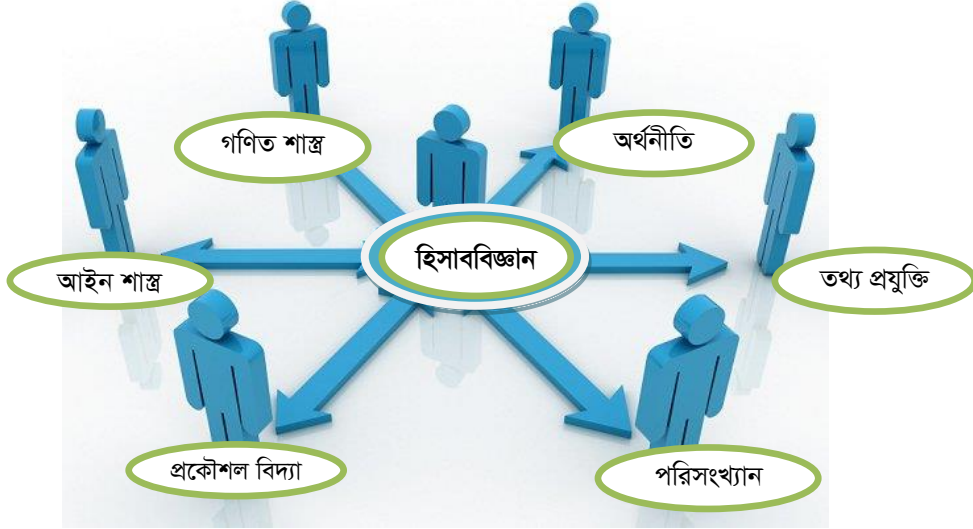 গণিত শাস্ত্র
অর্থনীতি
হিসাববিজ্ঞান
আইন শাস্ত্র
তথ্য প্রযুক্তি
প্রকৌশল বিদ্যা
পরিসংখ্যান